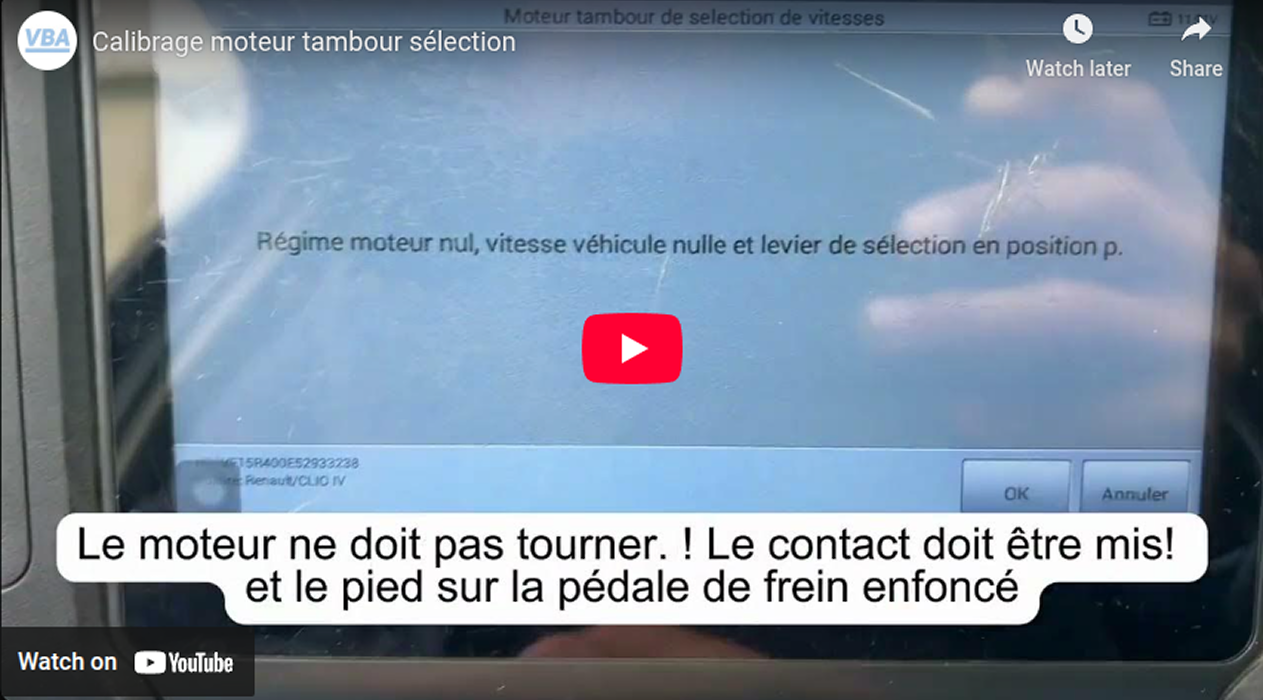 Moteur tambour de selection de vitesses
VBA
Calibrage moteur tambour sélection
Watch later
Share
Régime moteur nul, vitesse véhicule nulle et levier de sélection en position p.
Renault/CLIO IV
OK
Annuler
Le moteur ne doit pas tourner. ! Le contact doit être mis!
et le pied sur la pédale de frein enfoncé
Watch on YouTube